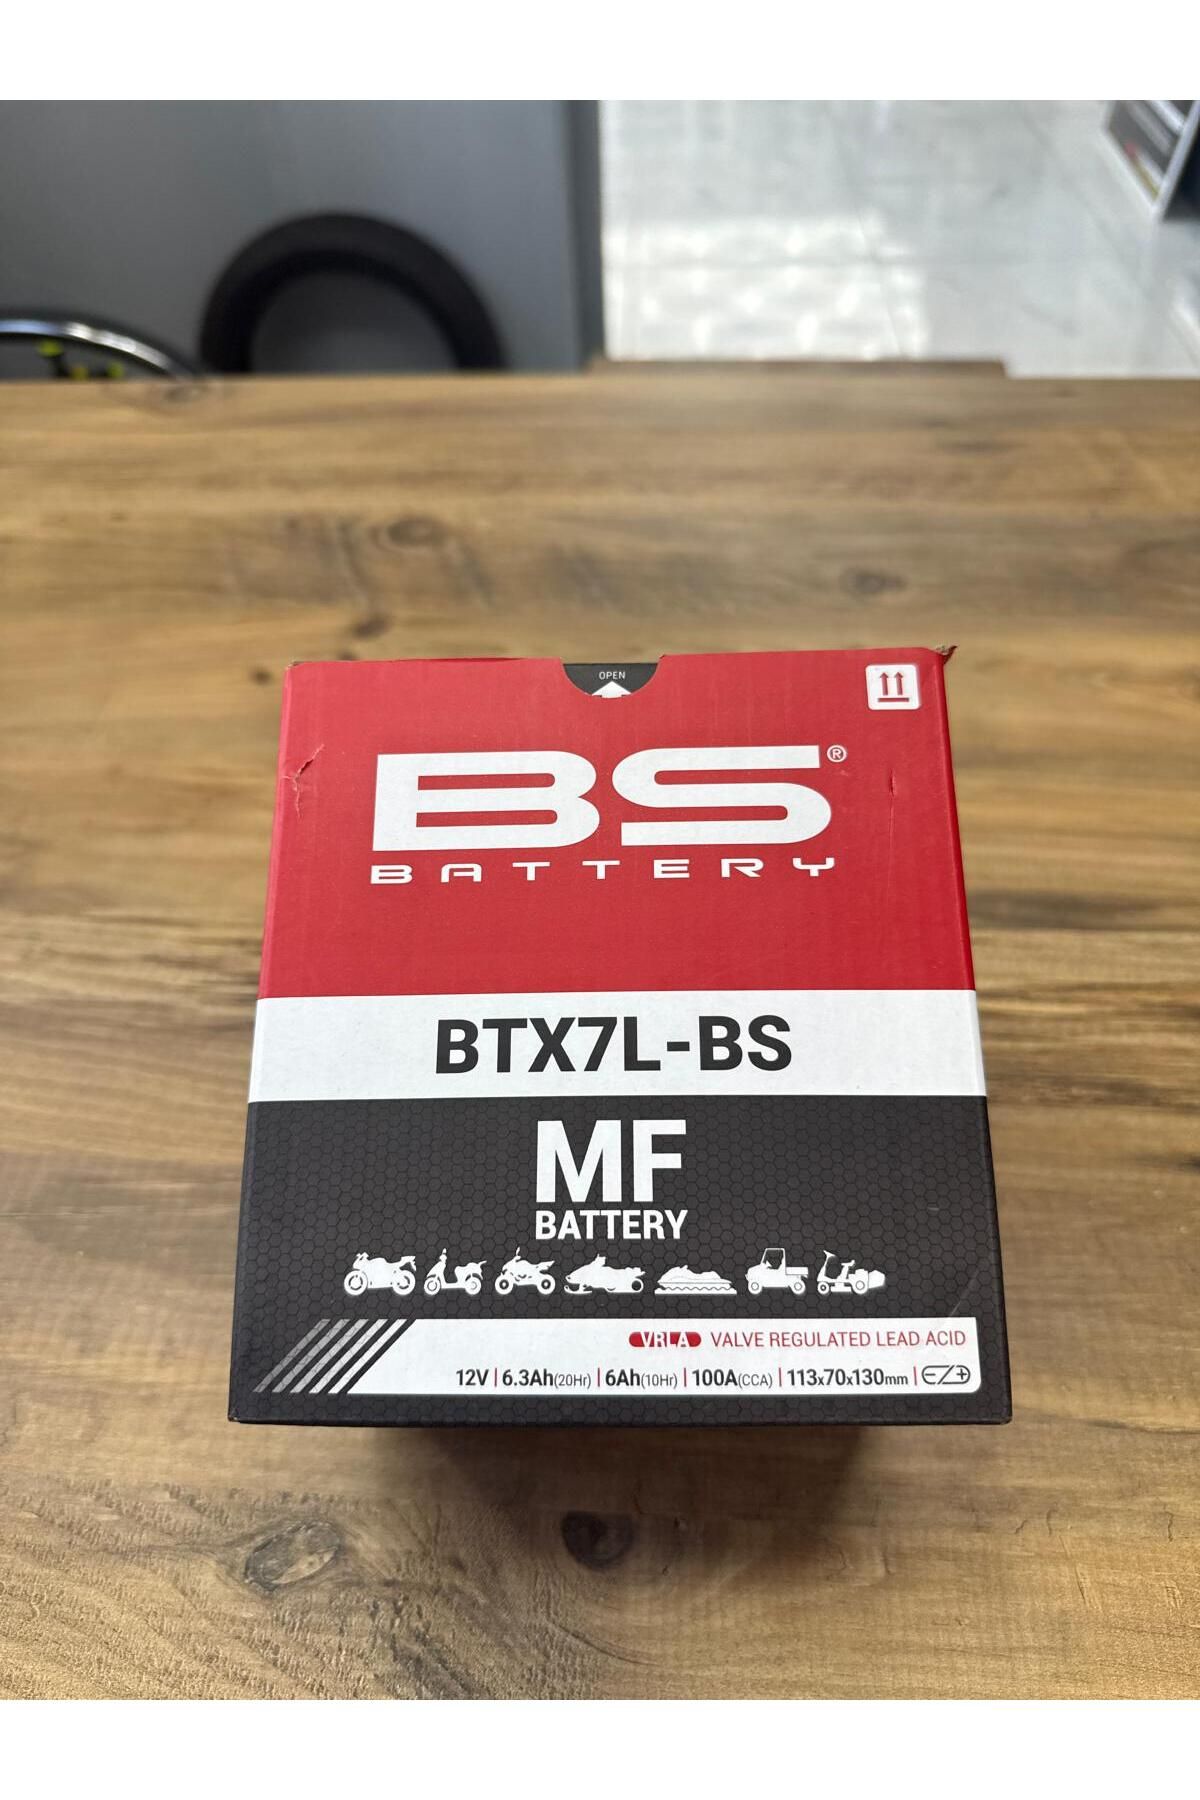 OPEN
BS®
BATTERY
BTX7L-BS
MF
BATTERY
VRLA VALVE REGULATED LEAD ACID
12V | 6.3Ah(20Hr) | 6Ah(10Hr) | 100A(CCA) | 113x70x130mm |